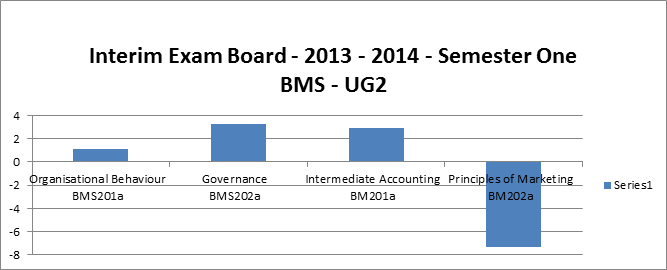 Interim Exam Board - 2013 - 2014 - Semester One
BMS - UG2
4
2
0
-2
-4
-6
-8
Organisational Behaviour
BMS201a
Governance
BMS202a
Intermediate Accounting
BM201a
Principles of Marketing
BM202a
Series1